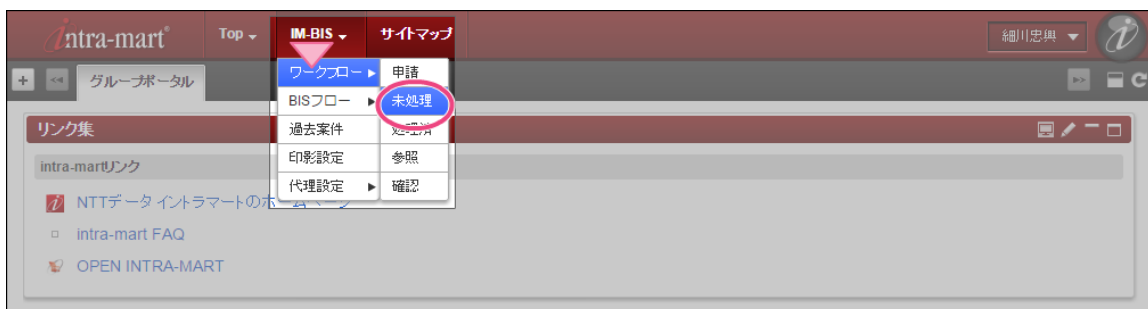 intra-mart®
Top
IM-BIS
サイトマップ
細川忠興
グループポータル
ワークフロー
申請
BISフロー
未処理
過去案件
処理済
印影設定
参照
代理設定
確認
リンク集
intra-martリンク
NTTデータ イントラマートのホームページ
intra-mart FAQ
OPEN INTRA-MART